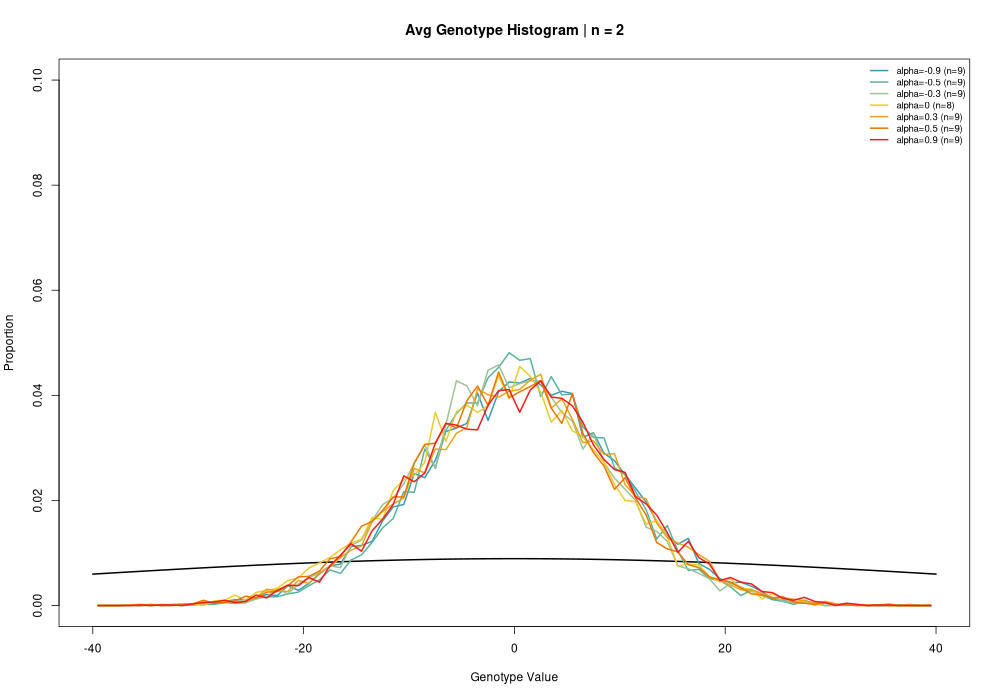 Avg Genotype Histogram | n = 2
alpha=-0.9 (n=9)
alpha=-0.5 (n=9)
alpha=-0.3 (n=9)
alpha=0 (n=8)
alpha=0.3 (n=9)
alpha=0.5 (n=9)
alpha=0.9 (n=9)
Proportion
0.10
0.08
0.06
0.04
0.02
0.00
-40 -20 0 20 40
Genotype Value